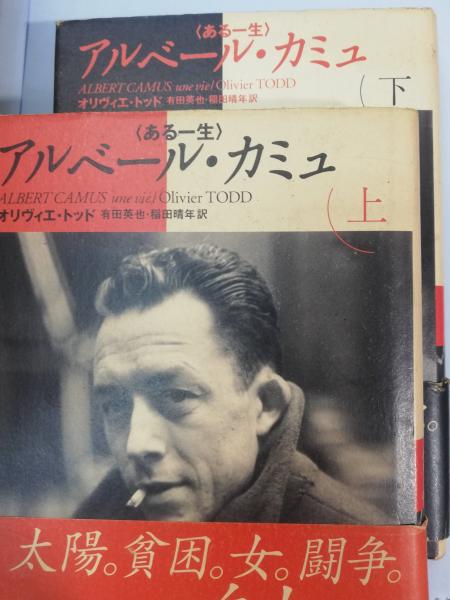 〈ある一生〉
アルベール・カミュ
ALBERT CAMUS une vie/Olivier TODD
オリヴィエ・トッド 有田英也・稲田晴年訳
下
〈ある一生〉
アルベール・カミュ
ALBERT CAMUS une vie/Olivier TODD
オリヴィエ・トッド 有田英也・稲田晴年訳
上
太陽。貧困。女。闘争。